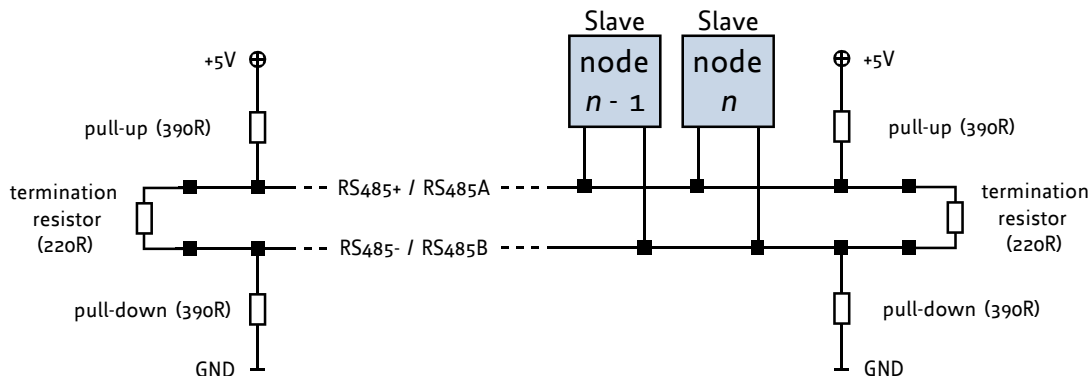 Slave
Slave
node
n - 1
node
n
+5V
+5V
pull-up (390R)
pull-up (390R)
RS485+ / RS485A
termination
resistor
(220R)
termination
resistor
(220R)
RS485- / RS485B
pull-down (390R)
pull-down (390R)
GND
GND